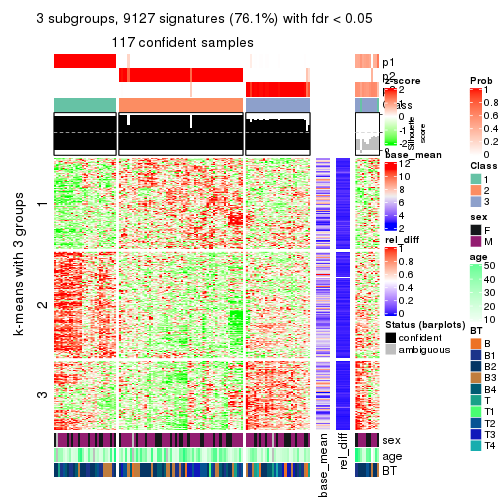 3 subgroups, 9127 signatures (76.1%) with fdr < 0.05
117 confident samples
p1
p2
Class
Silhouette
score
k-means with 3 groups
1
2
3
sex
age
BT
base_mean
rel_diff
z-score
2
1
0
-1
-2
base_mean
12
10
8
6
4
2
rel_diff
1
0.8
0.6
0.4
0.2
0
Status (barplots)
confident
ambiguous
Prob
1
0.8
0.6
0.4
0.2
0
Class
1
2
3
sex
F
M
age
50
40
30
20
10
BT
B
B1
B2
B3
B4
T
T1
T2
T3
T4